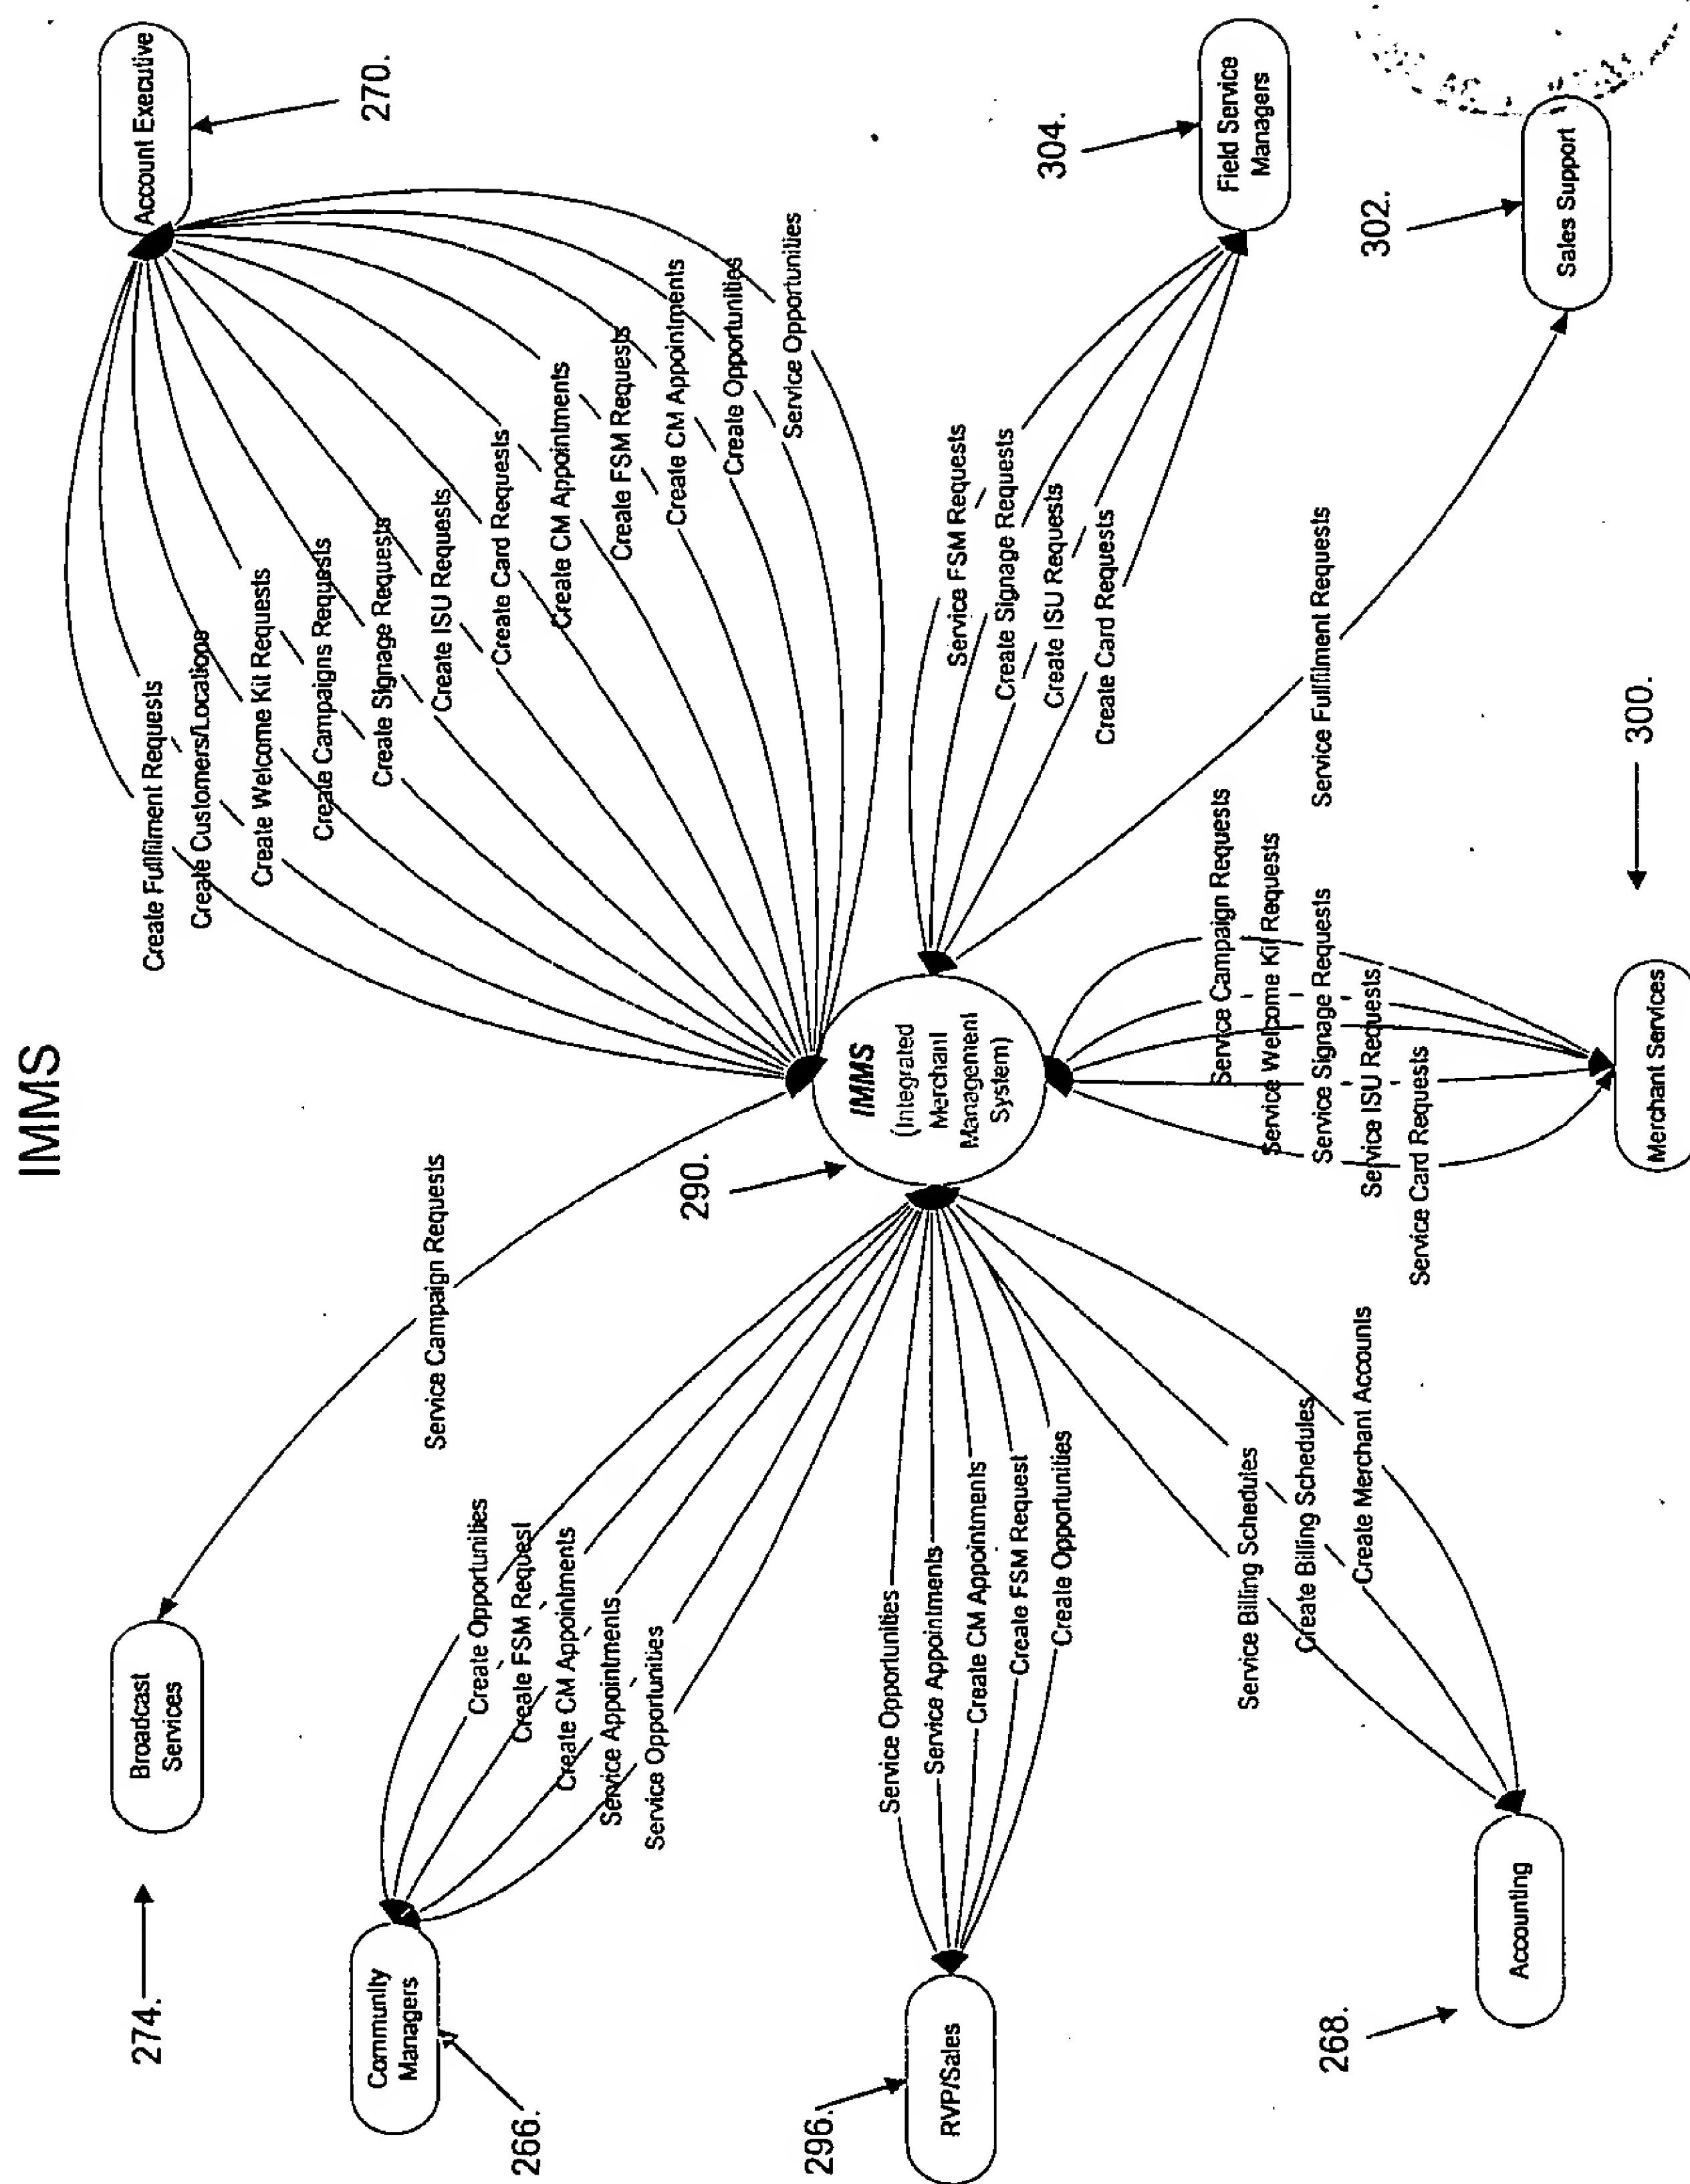 IMMS
274.
Broadcast
Services
Service Campaign Requests
Create Fullfilment Requests
Create Customers/Locations
Create Welcome Kit Requests
Create Campaigns Requests
Create Signage Requests
Create ISU Requests
Create Card Requests
Create CM Appointments
Create FSM Requests
Create CM Appointments
Create Opportunities
Service Opportunities
Account Executive
270.
266.
Community
Managers
Create Opportunities
Create FSM Request
Create CM Appointments
Service Appointments
Service Opportunities
290.
IMMS
(Integrated
Merchant
Management
System)
296.
RVP/Sales
Service Opportunities
Service Appointments
Create CM Appointments
Create FSM Request
Create Opportunities
Service FSM Requests
Create Signage Requests
Create ISU Requests
Create Card Requests
304.
Field Service
Managers
268.
Accounting
Service Billing Schedules
Create Billing Schedules
Create Merchant Accounts
Service Campaign Requests
Service Welcome Kit Requests
Service Signage Requests
Service ISU Requests
Service Card Requests
Merchant Services
300.
Service Fullfilment Requests
302.
Sales Support